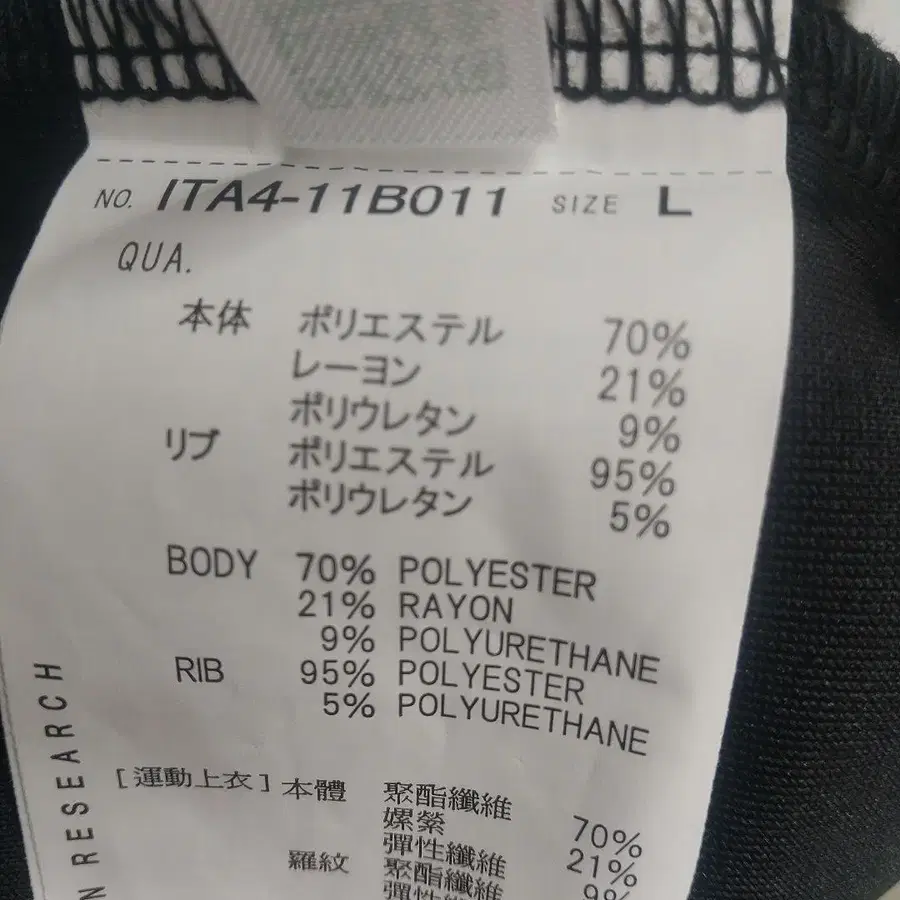 NO. ITA4-11B011 SIZE L
QUA.
本体 ポリエステル 70%
レーヨン 21%
ポリウレタン 9%
リブ ポリエステル 95%
ポリウレタン 5%
BODY 70% POLYESTER
21% RAYON
9% POLYURETHANE
RIB 95% POLYESTER
5% POLYURETHANE
[運動上衣] 本體 聚酯纖維 70%
嫘縈 21%
彈性纖維 9%
羅紋 聚酯纖維
彈性
N RESEARCH